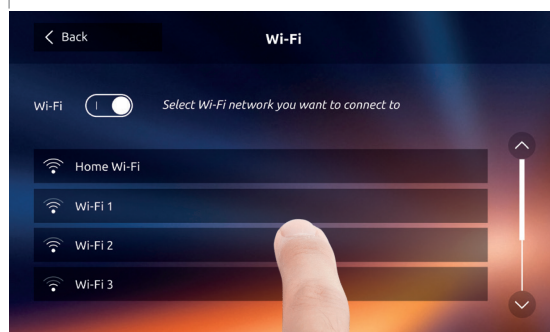 Back
Wi-Fi
Wi-Fi
Select Wi-Fi network you want to connect to
Home Wi-Fi
Wi-Fi 1
Wi-Fi 2
Wi-Fi 3